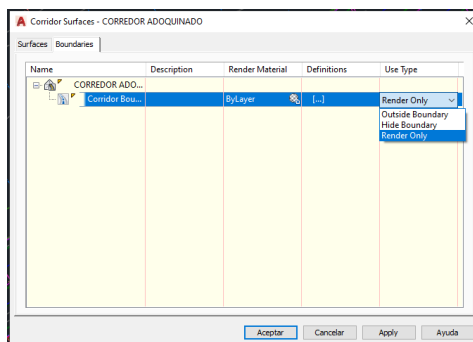 Corridor Surfaces - CORREDOR ADOQUINADO
Surfaces Boundaries
Name Description Render Material Definitions Use Type
CORREDOR ADO...
Corridor Bou... ByLayer [...] Render Only
Outside Boundary
Hide Boundary
Render Only
Aceptar Cancelar Apply Ayuda